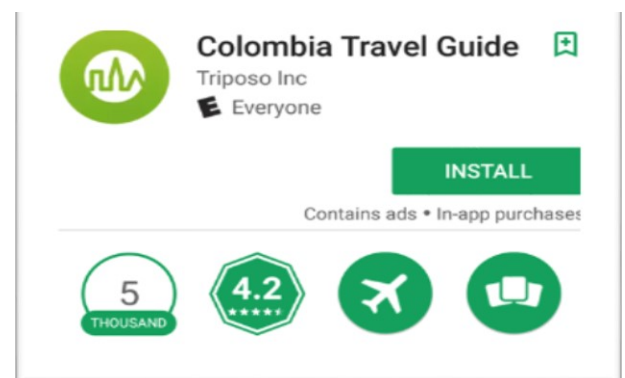 Colombia Travel Guide
Triposo Inc
E Everyone
INSTALL
Contains ads • In-app purchases
5
THOUSAND
4.2